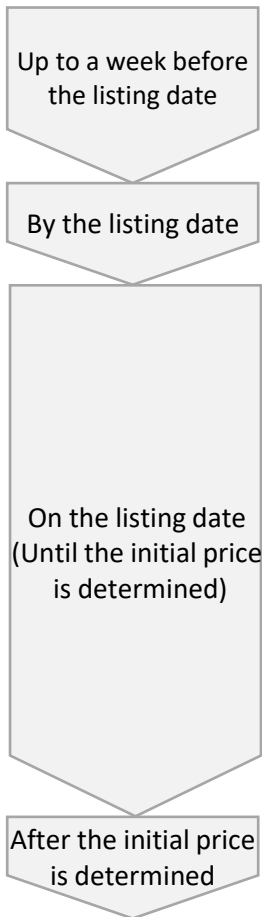 Up to a week before
the listing date
By the listing date
On the listing date
(Until the initial price
is determined)
After the initial price
is determined